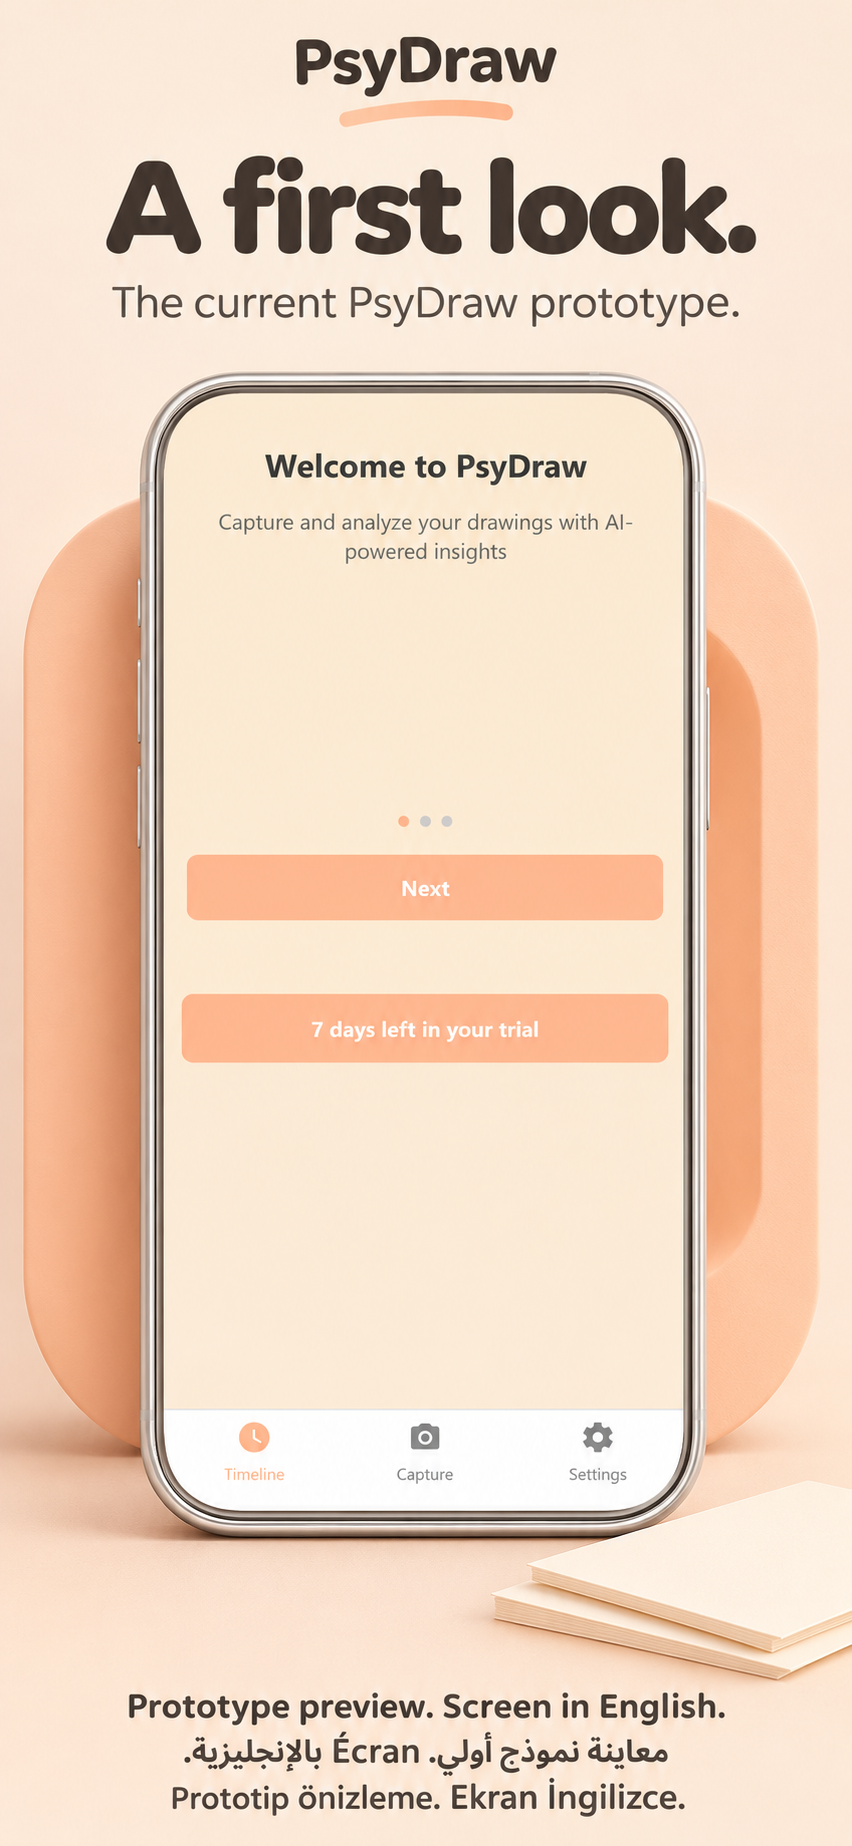 PsyDraw
A first look.
The current PsyDraw prototype.
Welcome to PsyDraw
Capture and analyze your drawings with AI-
powered insights
Next
7 days left in your trial
Timeline
Capture
Settings
Prototype preview. Screen in English.
معاينة نموذج أولي. Écran بالإنجليزية.
Prototip önizleme. Ekran İngilizce.